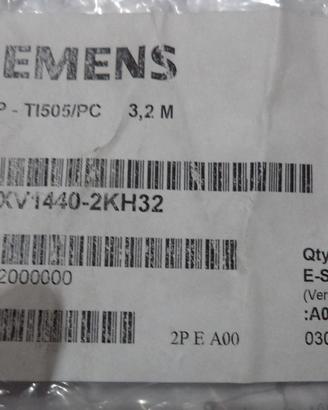 EMENS
P - TI505/PC 3,2 M
XV1440-2KH32
Qty
2000000
E-S
(Ver
:A0
2P E A00
030